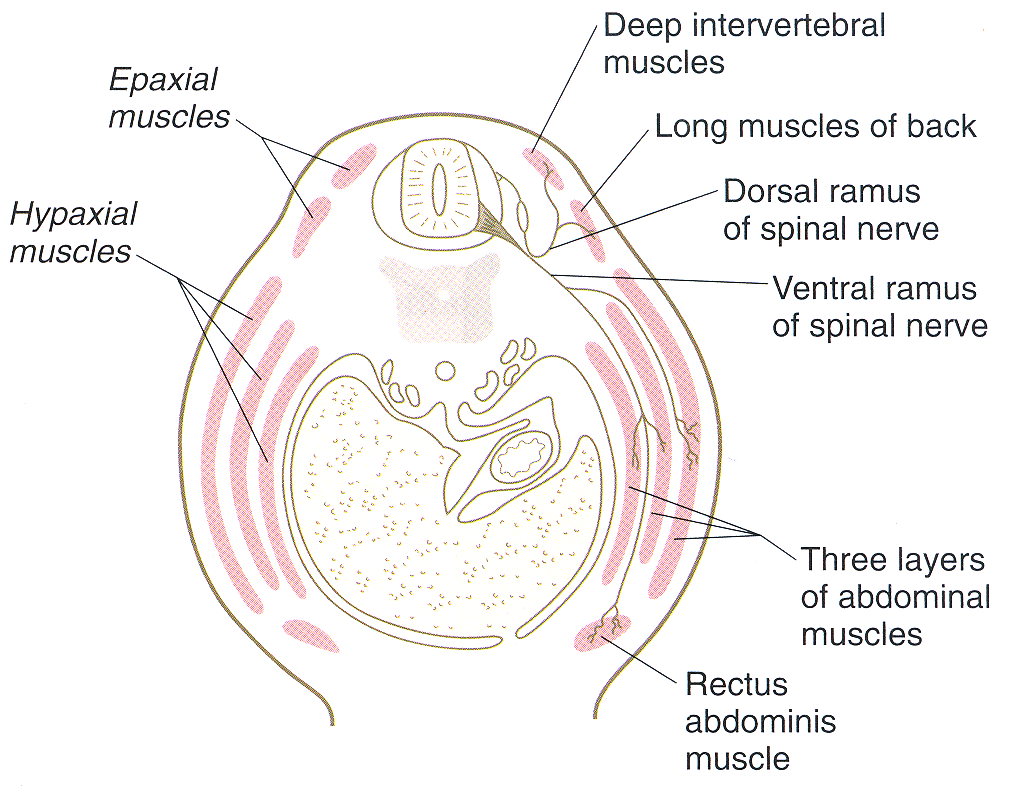 Deep intervertebral
muscles
Epaxial
muscles
Long muscles of back
Dorsal ramus
of spinal nerve
Hypaxial
muscles
Ventral ramus
of spinal nerve
Three layers
of abdominal
muscles
Rectus
abdominis
muscle